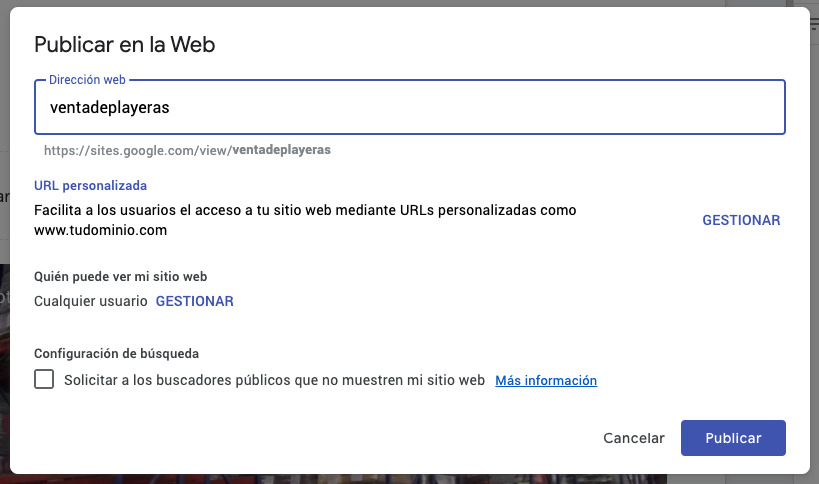 Publicar en la Web
Dirección web
ventadeplayeras
https://sites.google.com/view/ventadeplayeras
URL personalizada
Facilita a los usuarios el acceso a tu sitio web mediante URLs personalizadas como
www.tudominio.com
GESTIONAR
Quién puede ver mi sitio web
Cualquier usuario GESTIONAR
Configuración de búsqueda
Solicitar a los buscadores públicos que no muestren mi sitio web Más información
Cancelar Publicar